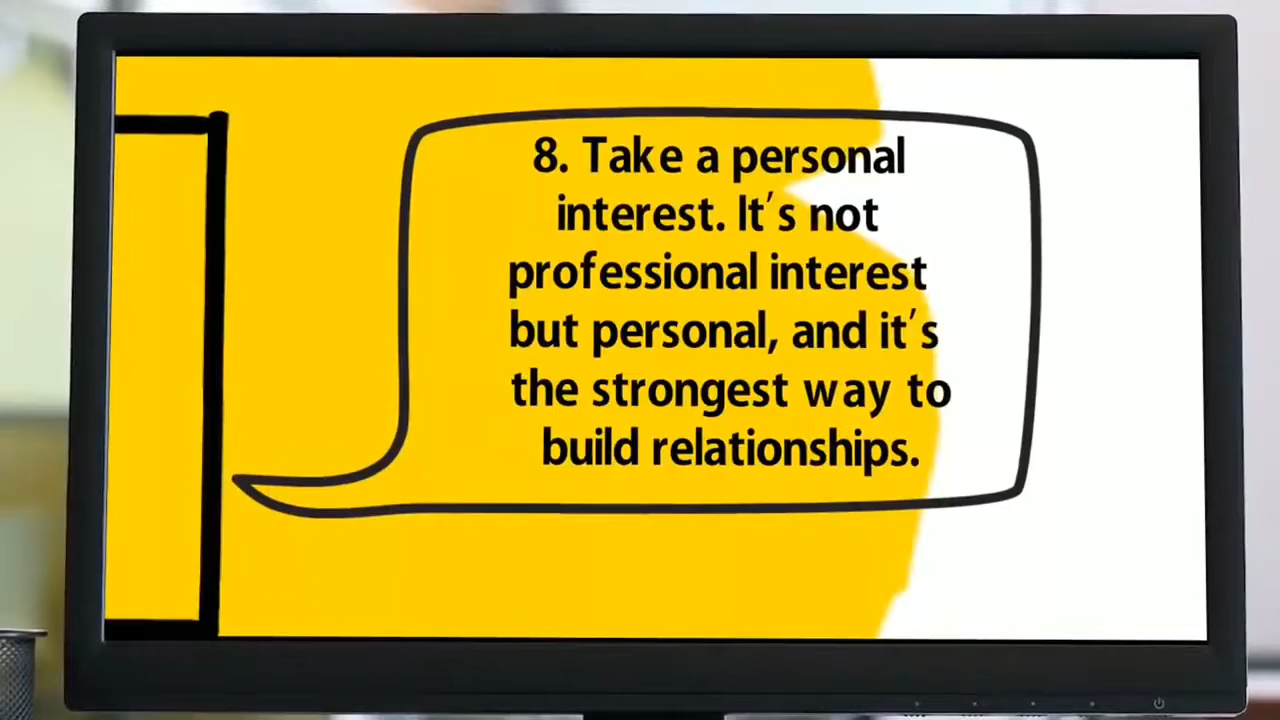 8. Take a personal
interest. It's not
professional interest
but personal, and it's
the strongest way to
build relationships.